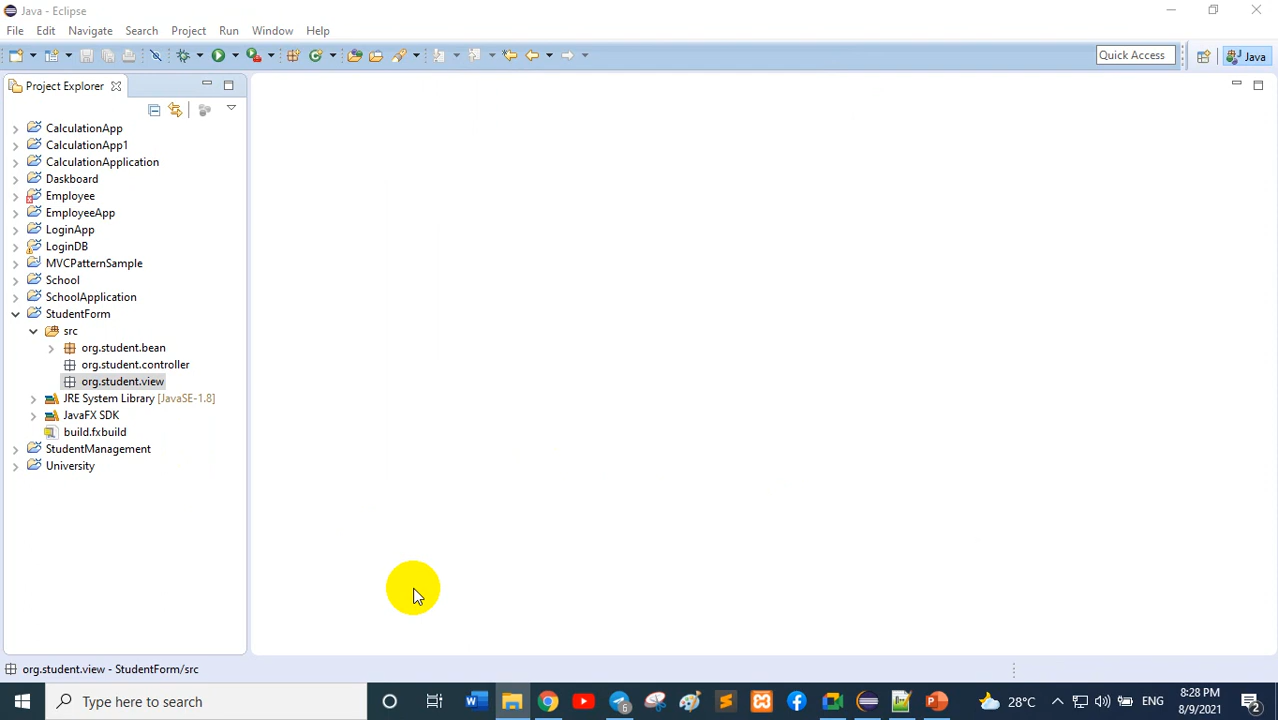 Java - Eclipse
File Edit Navigate Search Project Run Window Help
Quick Access
Java
Project Explorer
CalculationApp
CalculationApp1
CalculationApplication
Daskboard
Employee
EmployeeApp
LoginApp
LoginDB
MVCPatternSample
School
SchoolApplication
StudentForm
src
org.student.bean
org.student.controller
org.student.view
JRE System Library [JavaSE-1.8]
JavaFX SDK
build.fxbuild
StudentManagement
University
org.student.view - StudentForm/src
Type here to search
6
28°C
ENG
8:28 PM
8/9/2021
2